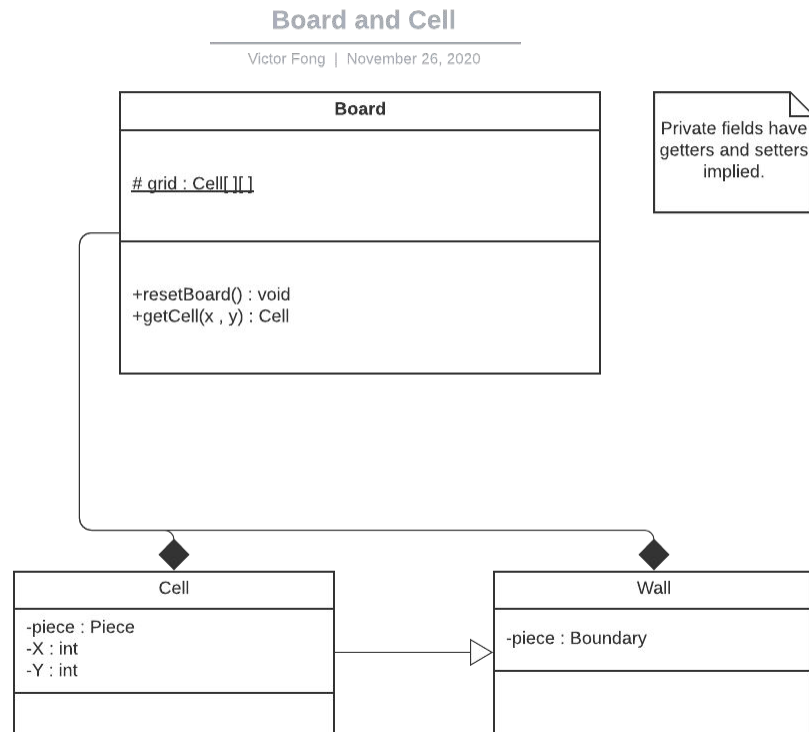 Board and Cell
Victor Fong | November 26, 2020
Board
Private fields have
getters and setters
implied.
# grid : Cell[ ][ ]
+resetBoard() : void
+getCell(x , y) : Cell
Cell
-piece : Piece
-X : int
-Y : int
Wall
-piece : Boundary